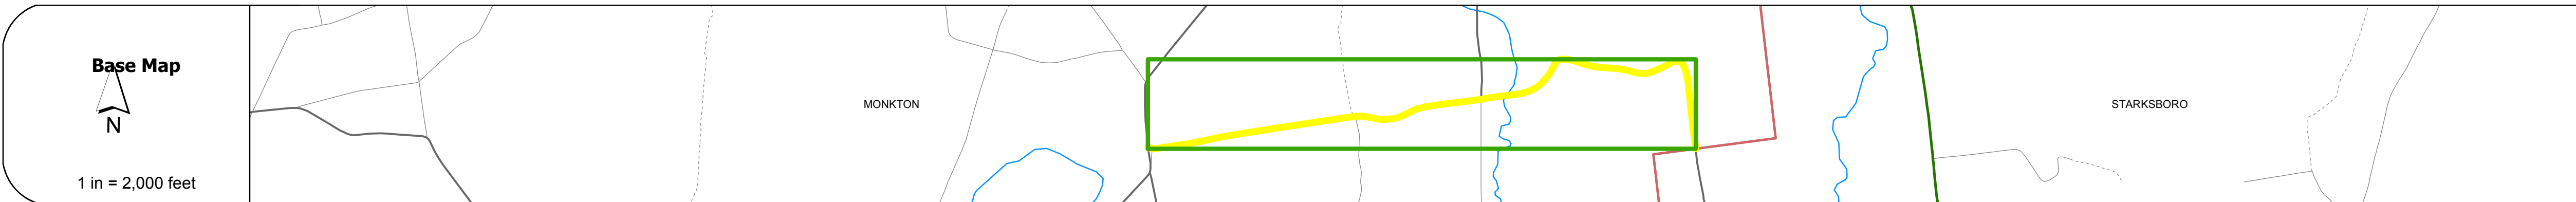 Base Map
N
1 in = 2,000 feet
MONKTON
STARKSBORO